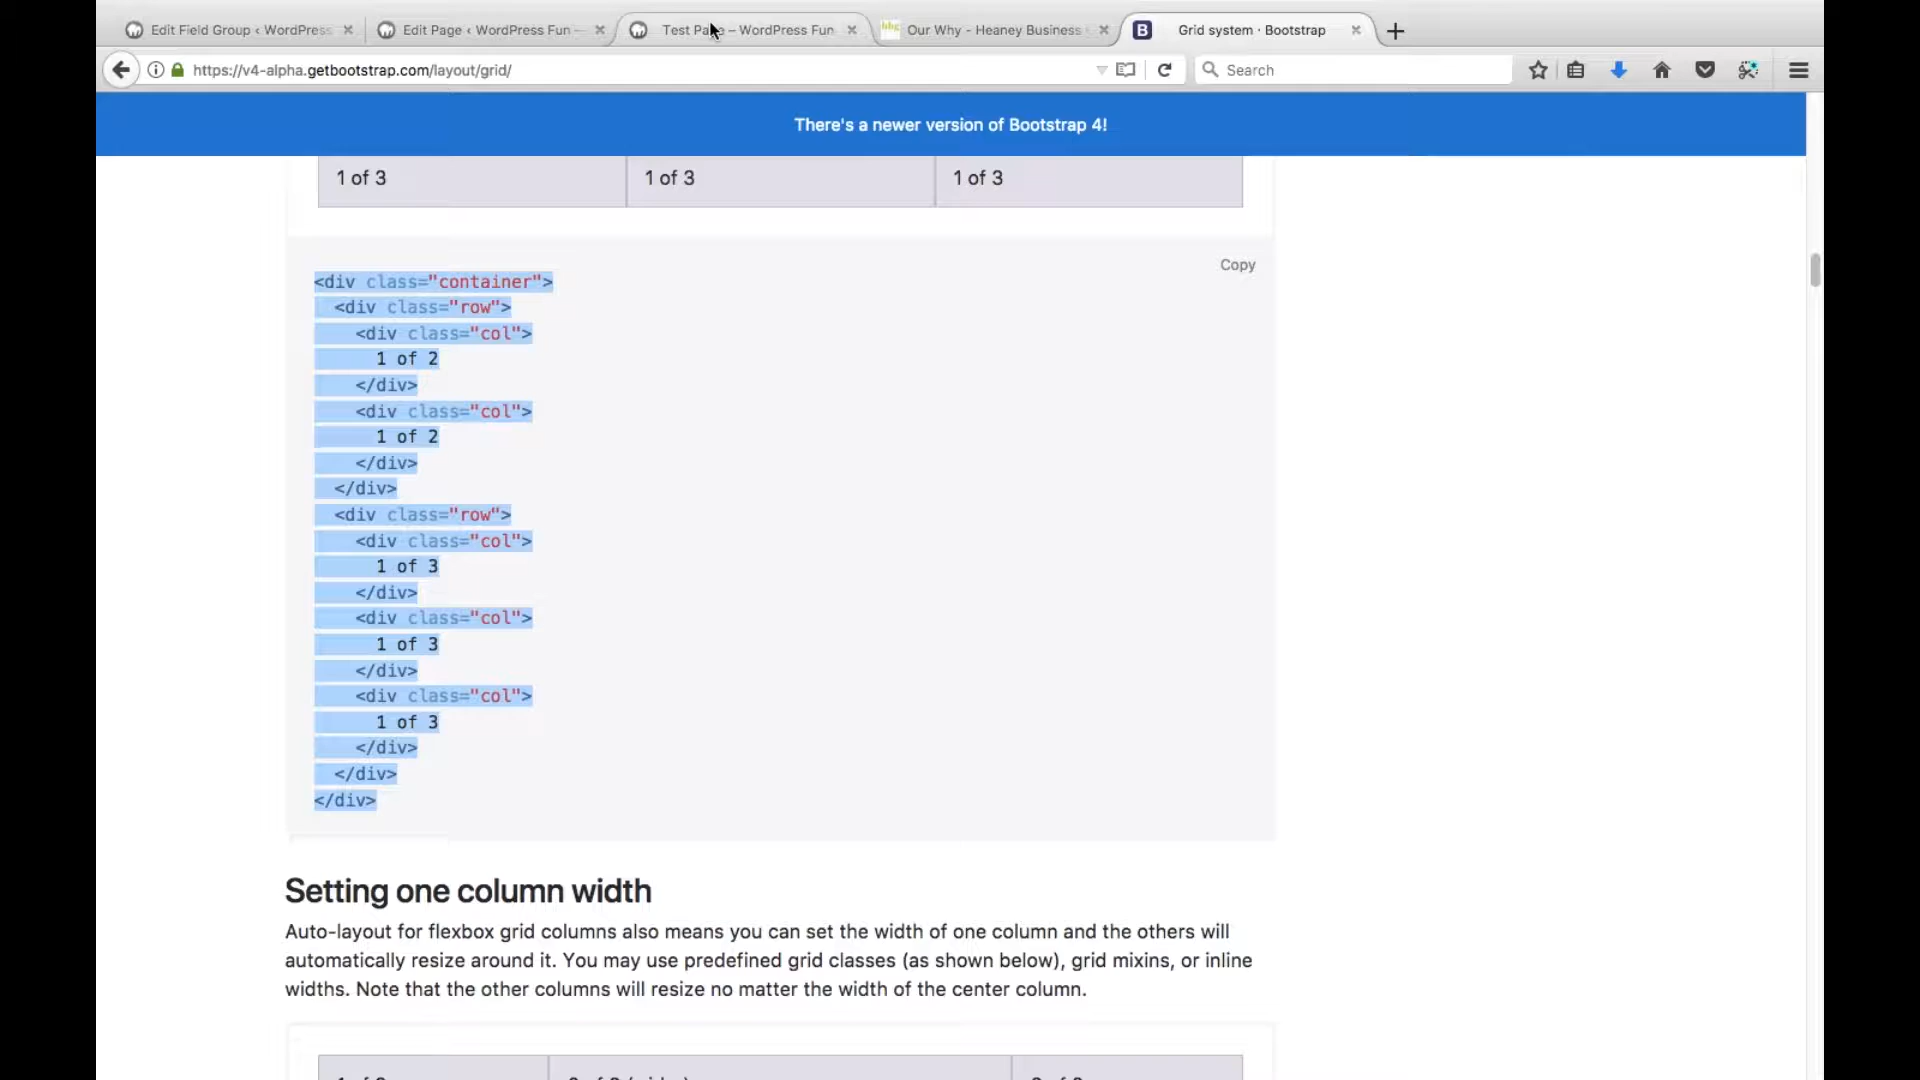 Edit Field Group ‹ WordPress
Edit Page ‹ WordPress Fun –
Test Page – WordPress Fun
Our Why - Heaney Business
Grid system · Bootstrap
https://v4-alpha.getbootstrap.com/layout/grid/
Search
There's a newer version of Bootstrap 4!
1 of 3 1 of 3 1 of 3
Copy
<div class="container">
<div class="row">
<div class="col">
1 of 2
</div>
<div class="col">
1 of 2
</div>
</div>
<div class="row">
<div class="col">
1 of 3
</div>
<div class="col">
1 of 3
</div>
<div class="col">
1 of 3
</div>
</div>
</div>
Setting one column width
Auto-layout for flexbox grid columns also means you can set the width of one column and the others will
automatically resize around it. You may use predefined grid classes (as shown below), grid mixins, or inline
widths. Note that the other columns will resize no matter the width of the center column.